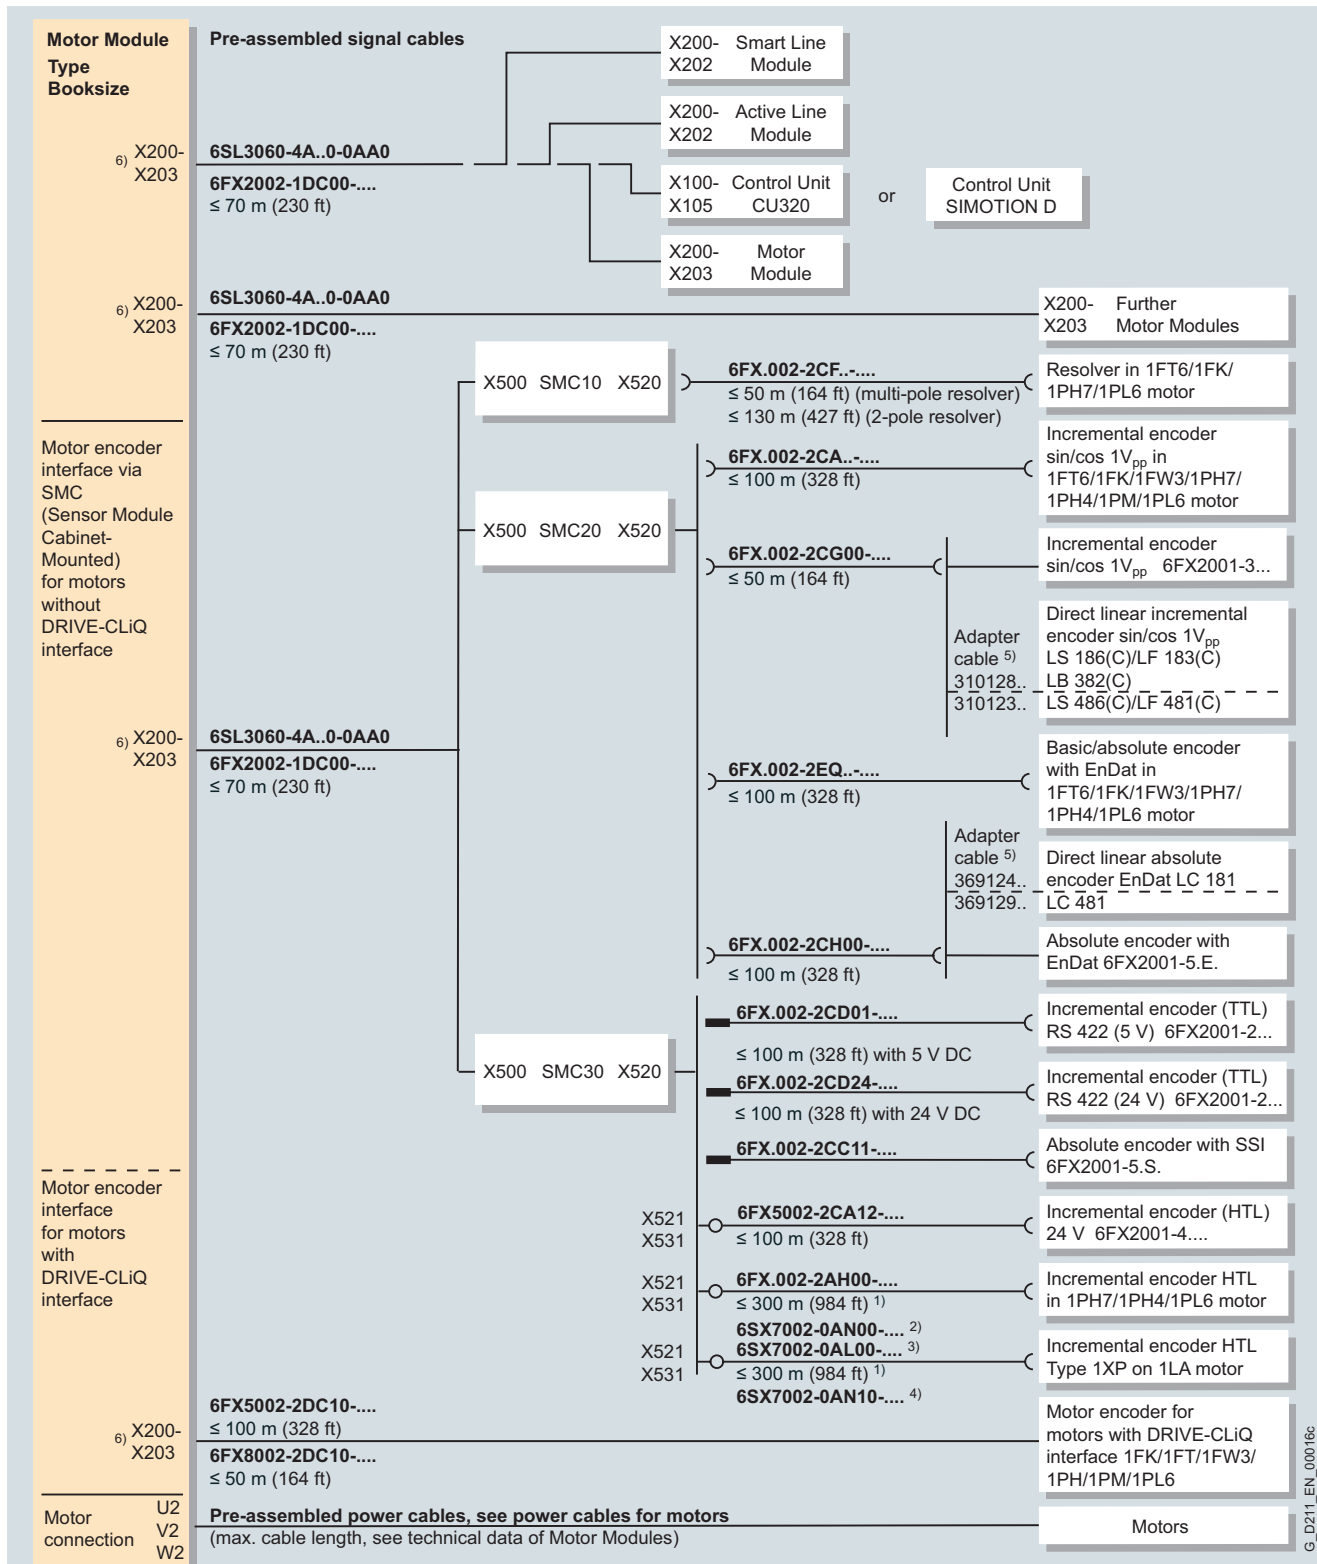 Motor Module
Type
Booksize
Pre-assembled signal cables
X200- Smart Line
X202 Module
X200- Active Line
X202 Module
6) X200-
X203
6SL3060-4A..0-0AA0
6FX2002-1DC00-....
≤ 70 m (230 ft)
X100- Control Unit
X105 CU320
or
Control Unit
SIMOTION D
X200- Motor
X203 Module
6) X200-
X203
6SL3060-4A..0-0AA0
6FX2002-1DC00-....
≤ 70 m (230 ft)
X200- Further
X203 Motor Modules
X500 SMC10 X520
6FX.002-2CF..-....
≤ 50 m (164 ft) (multi-pole resolver)
≤ 130 m (427 ft) (2-pole resolver)
Resolver in 1FT6/1FK/
1PH7/1PL6 motor
Motor encoder
interface via
SMC
(Sensor Module
Cabinet-
Mounted)
for motors
without
DRIVE-CLiQ
interface
6FX.002-2CA..-....
≤ 100 m (328 ft)
Incremental encoder
sin/cos 1Vpp in
1FT6/1FK/1FW3/1PH7/
1PH4/1PM/1PL6 motor
X500 SMC20 X520
6FX.002-2CG00-....
≤ 50 m (164 ft)
Incremental encoder
sin/cos 1Vpp 6FX2001-3...
Adapter
cable 5)
310128..
310123..
Direct linear incremental
encoder sin/cos 1Vpp
LS 186(C)/LF 183(C)
LB 382(C)
LS 486(C)/LF 481(C)
6) X200-
X203
6SL3060-4A..0-0AA0
6FX2002-1DC00-....
≤ 70 m (230 ft)
6FX.002-2EQ..-....
≤ 100 m (328 ft)
Basic/absolute encoder
with EnDat in
1FT6/1FK/1FW3/1PH7/
1PH4/1PL6 motor
Adapter
cable 5)
369124..
369129..
Direct linear absolute
encoder EnDat LC 181
LC 481
6FX.002-2CH00-....
≤ 100 m (328 ft)
Absolute encoder with
EnDat 6FX2001-5.E.
X500 SMC30 X520
6FX.002-2CD01-....
≤ 100 m (328 ft) with 5 V DC
Incremental encoder (TTL)
RS 422 (5 V) 6FX2001-2...
6FX.002-2CD24-....
≤ 100 m (328 ft) with 24 V DC
Incremental encoder (TTL)
RS 422 (24 V) 6FX2001-2...
6FX.002-2CC11-....
Absolute encoder with SSI
6FX2001-5.S.
Motor encoder
interface
for motors
with
DRIVE-CLiQ
interface
X521
X531
6FX5002-2CA12-....
≤ 100 m (328 ft)
Incremental encoder (HTL)
24 V 6FX2001-4....
X521
X531
6FX.002-2AH00-....
≤ 300 m (984 ft) 1)
Incremental encoder HTL
in 1PH7/1PH4/1PL6 motor
X521
X531
6SX7002-0AN00-.... 2)
6SX7002-0AL00-.... 3)
≤ 300 m (984 ft) 1)
6SX7002-0AN10-.... 4)
Incremental encoder HTL
Type 1XP on 1LA motor
6) X200-
X203
6FX5002-2DC10-....
≤ 100 m (328 ft)
6FX8002-2DC10-....
≤ 50 m (164 ft)
Motor encoder for
motors with DRIVE-CLiQ
interface 1FK/1FT/1FW3/
1PH/1PM/1PL6
Motor
connection
U2
V2
W2
Pre-assembled power cables, see power cables for motors
(max. cable length, see technical data of Motor Modules)
Motors
G_D211_EN_00016c